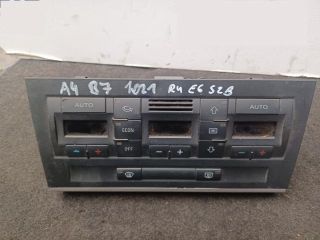 A4 B7 1021 R4 E6 S2B
AUTO AUTO
ECON
- + - + - +
OFF